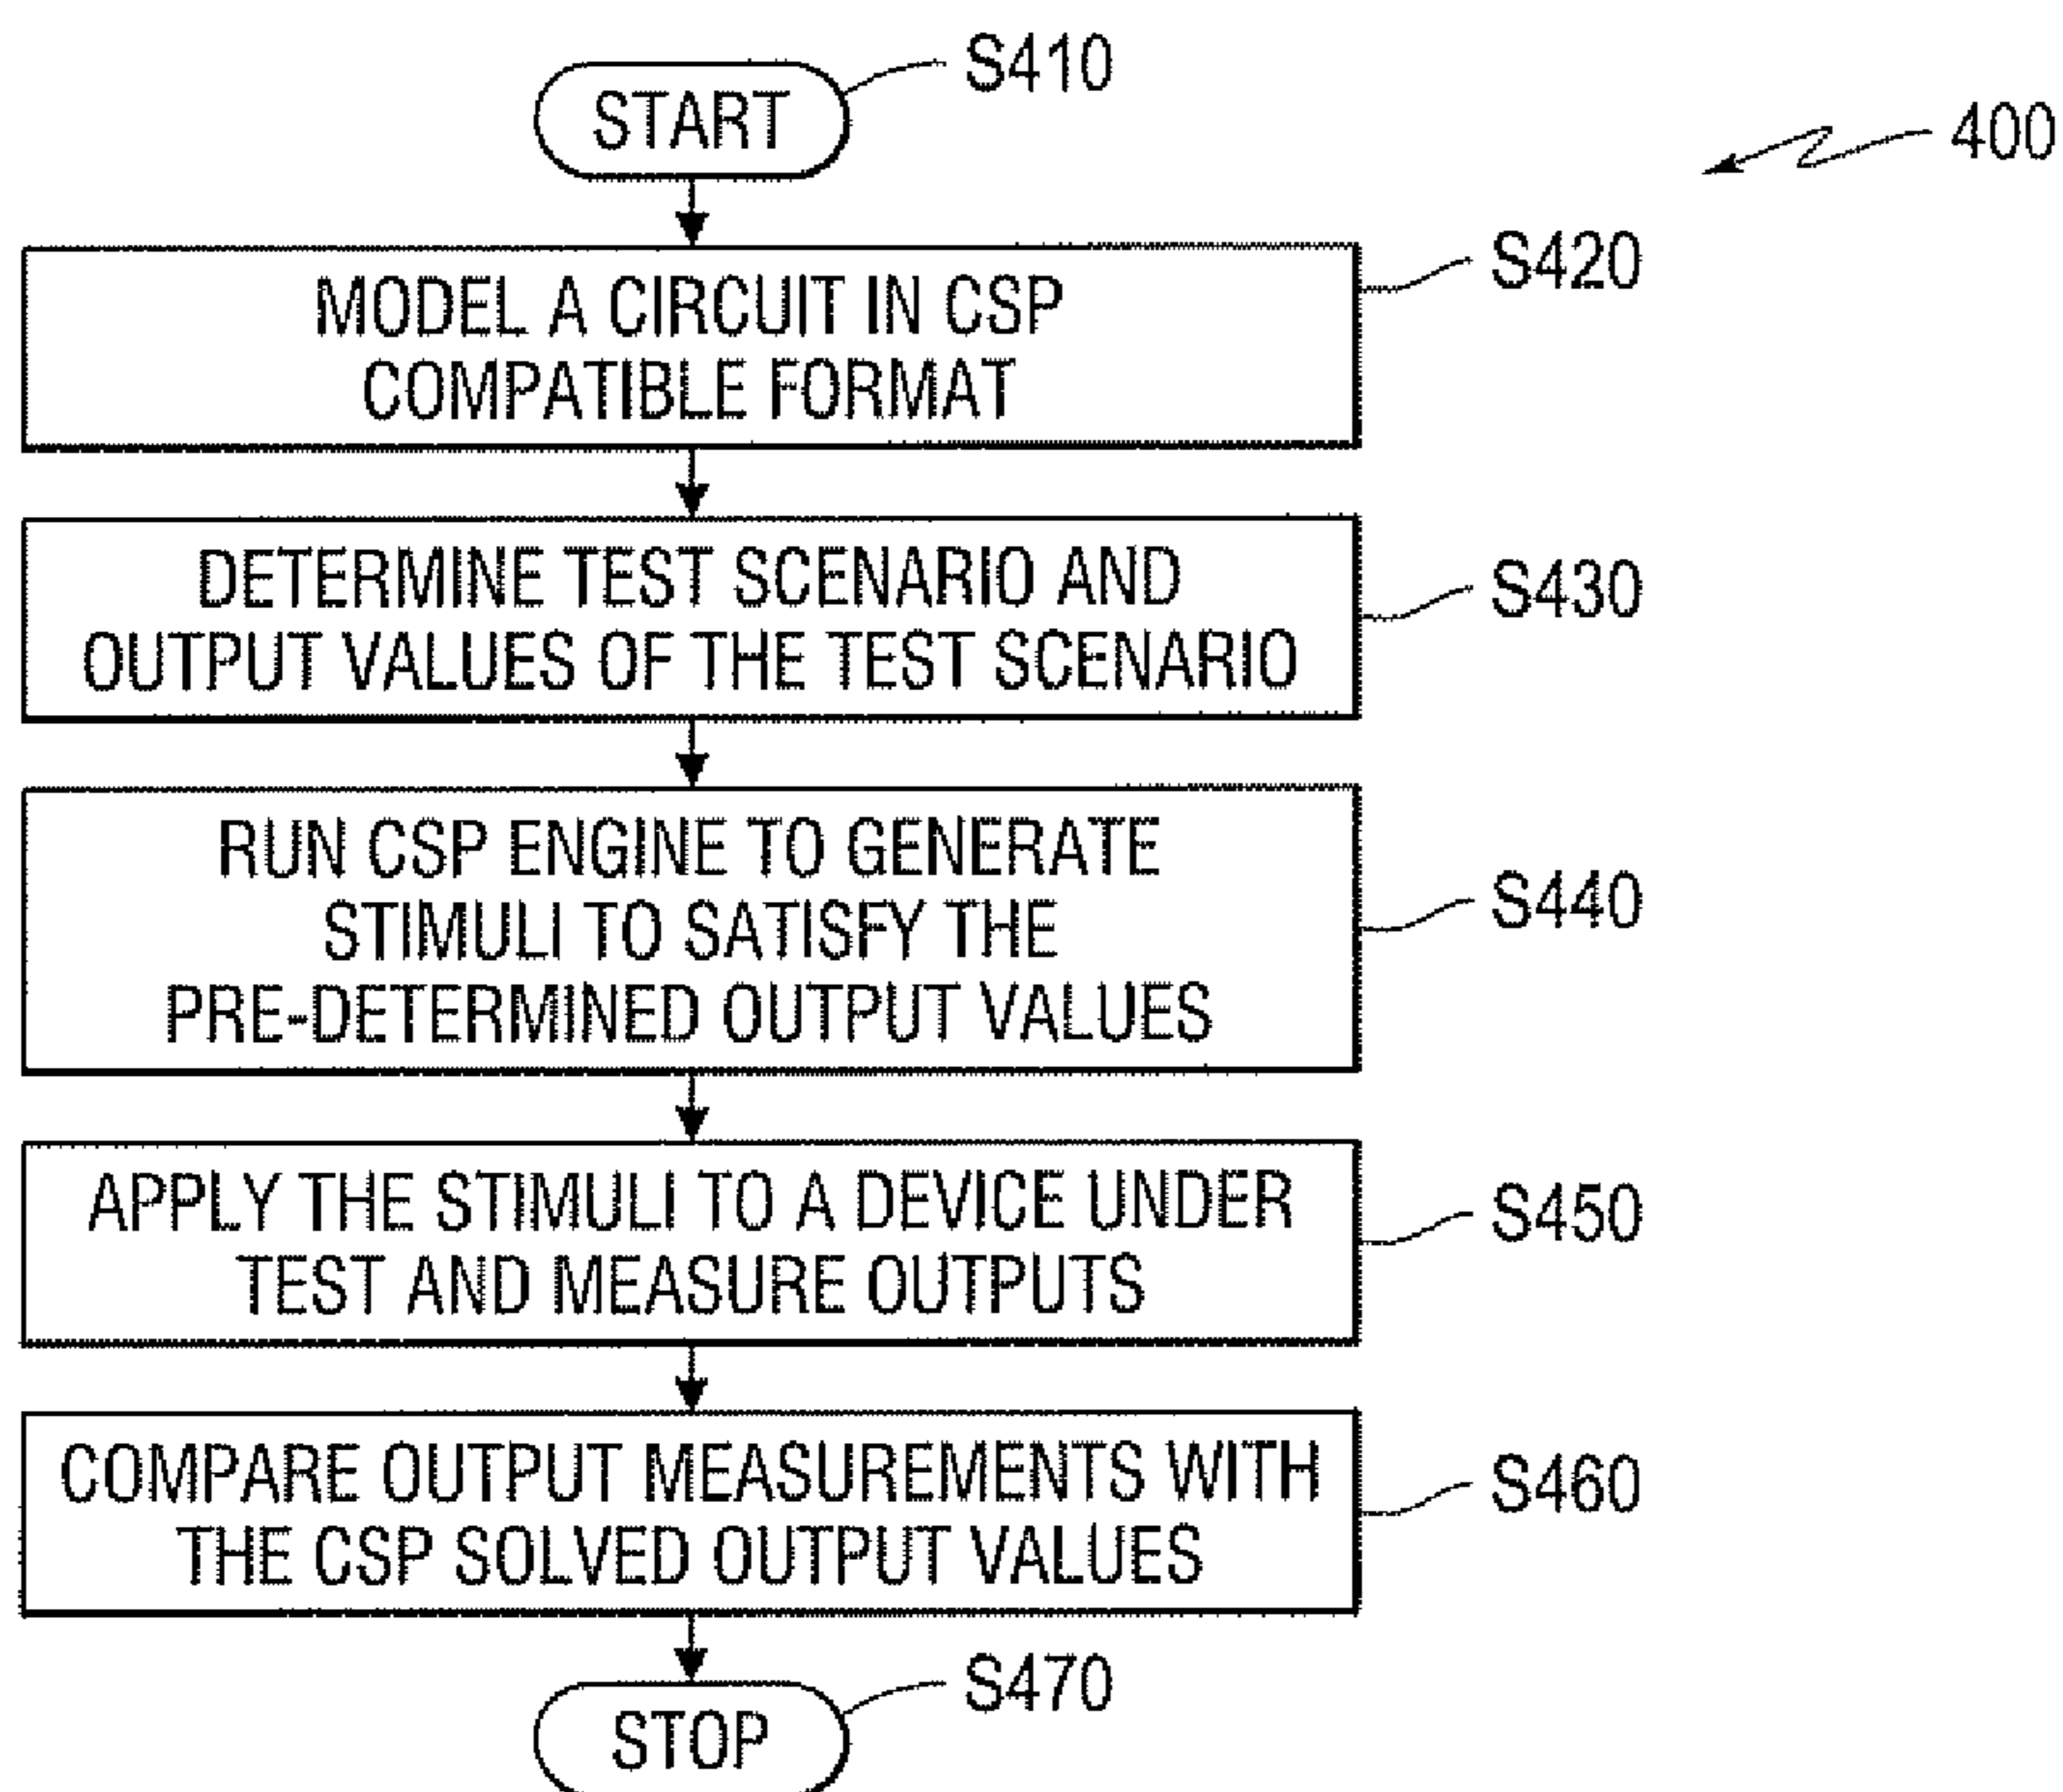 S410
START
400
S420
MODEL A CIRCUIT IN CSP
COMPATIBLE FORMAT
S430
DETERMINE TEST SCENARIO AND
OUTPUT VALUES OF THE TEST SCENARIO
S440
RUN CSP ENGINE TO GENERATE
STIMULI TO SATISFY THE
PRE-DETERMINED OUTPUT VALUES
S450
APPLY THE STIMULI TO A DEVICE UNDER
TEST AND MEASURE OUTPUTS
S460
COMPARE OUTPUT MEASUREMENTS WITH
THE CSP SOLVED OUTPUT VALUES
S470
STOP